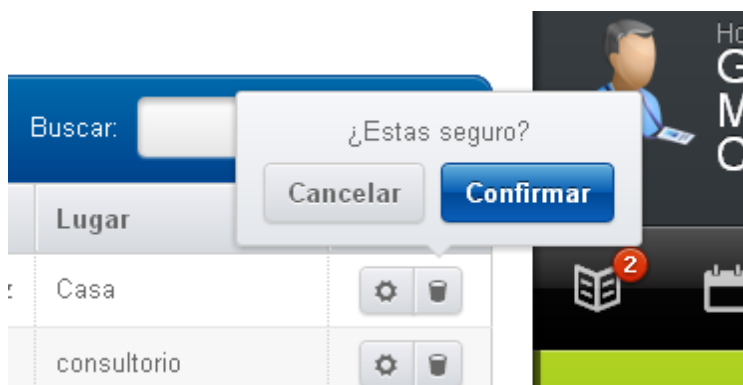 Buscar:
¿Estas seguro?
Cancelar
Confirmar
Lugar
Casa
consultorio
2